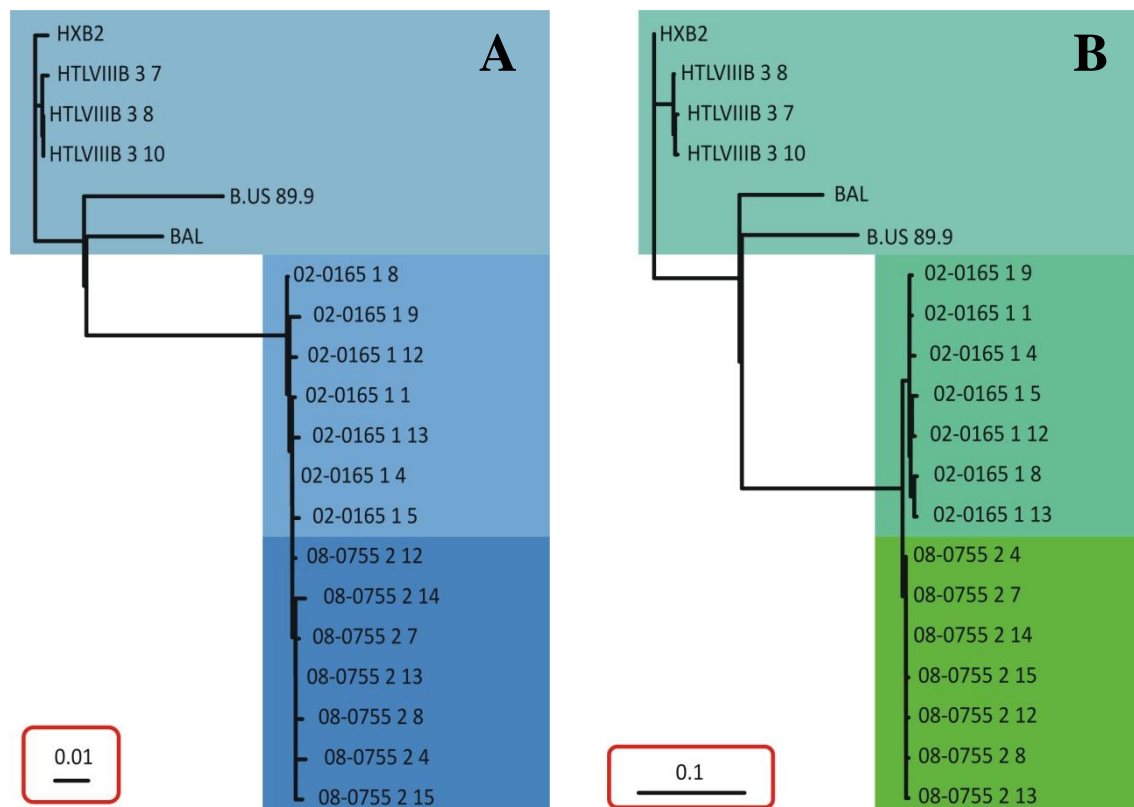 A
HXB2
HTLVIIIB 3 7
HTLVIIIB 3 8
HTLVIIIB 3 10
B.US 89.9
BAL
02-0165 1 8
02-0165 1 9
02-0165 1 12
02-0165 1 1
02-0165 1 13
02-0165 1 4
02-0165 1 5
08-0755 2 12
08-0755 2 14
08-0755 2 7
08-0755 2 13
08-0755 2 8
08-0755 2 4
08-0755 2 15
0.01
B
HXB2
HTLVIIIB 3 8
HTLVIIIB 3 7
HTLVIIIB 3 10
BAL
B.US 89.9
02-0165 1 9
02-0165 1 1
02-0165 1 4
02-0165 1 5
02-0165 1 12
02-0165 1 8
02-0165 1 13
08-0755 2 4
08-0755 2 7
08-0755 2 14
08-0755 2 15
08-0755 2 12
08-0755 2 8
08-0755 2 13
0.1